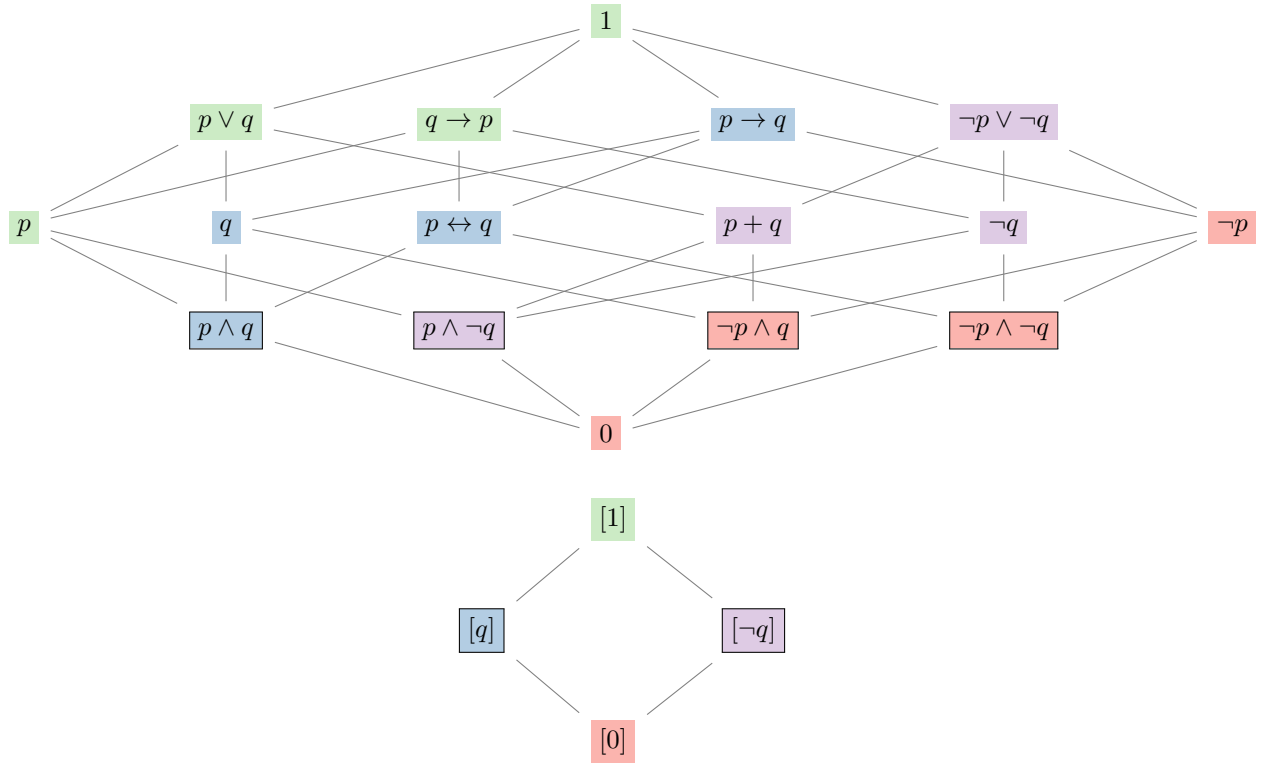 1
p ∨ q q → p p → q ¬p ∨ ¬q
p q p ↔ q p + q ¬q ¬p
p ∧ q p ∧ ¬q ¬p ∧ q ¬p ∧ ¬q
0
[1]
[q] [¬q]
[0]